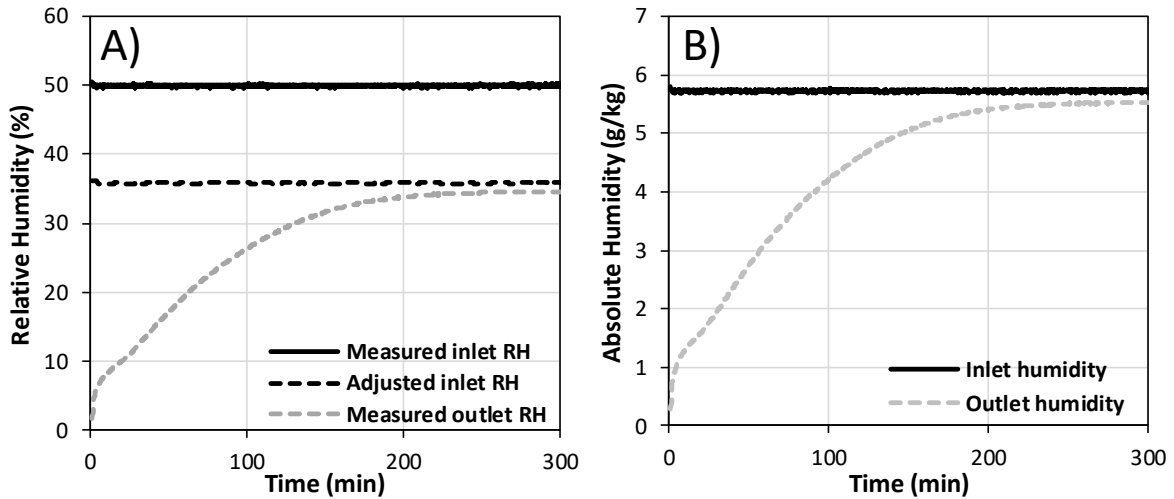 A)
Relative Humidity (%)
60
50
40
30
20
10
0
0 100 200 300
Time (min)
Measured inlet RH
Adjusted inlet RH
Measured outlet RH
B)
Absolute Humidity (g/kg)
7
6
5
4
3
2
1
0
0 100 200 300
Time (min)
Inlet humidity
Outlet humidity